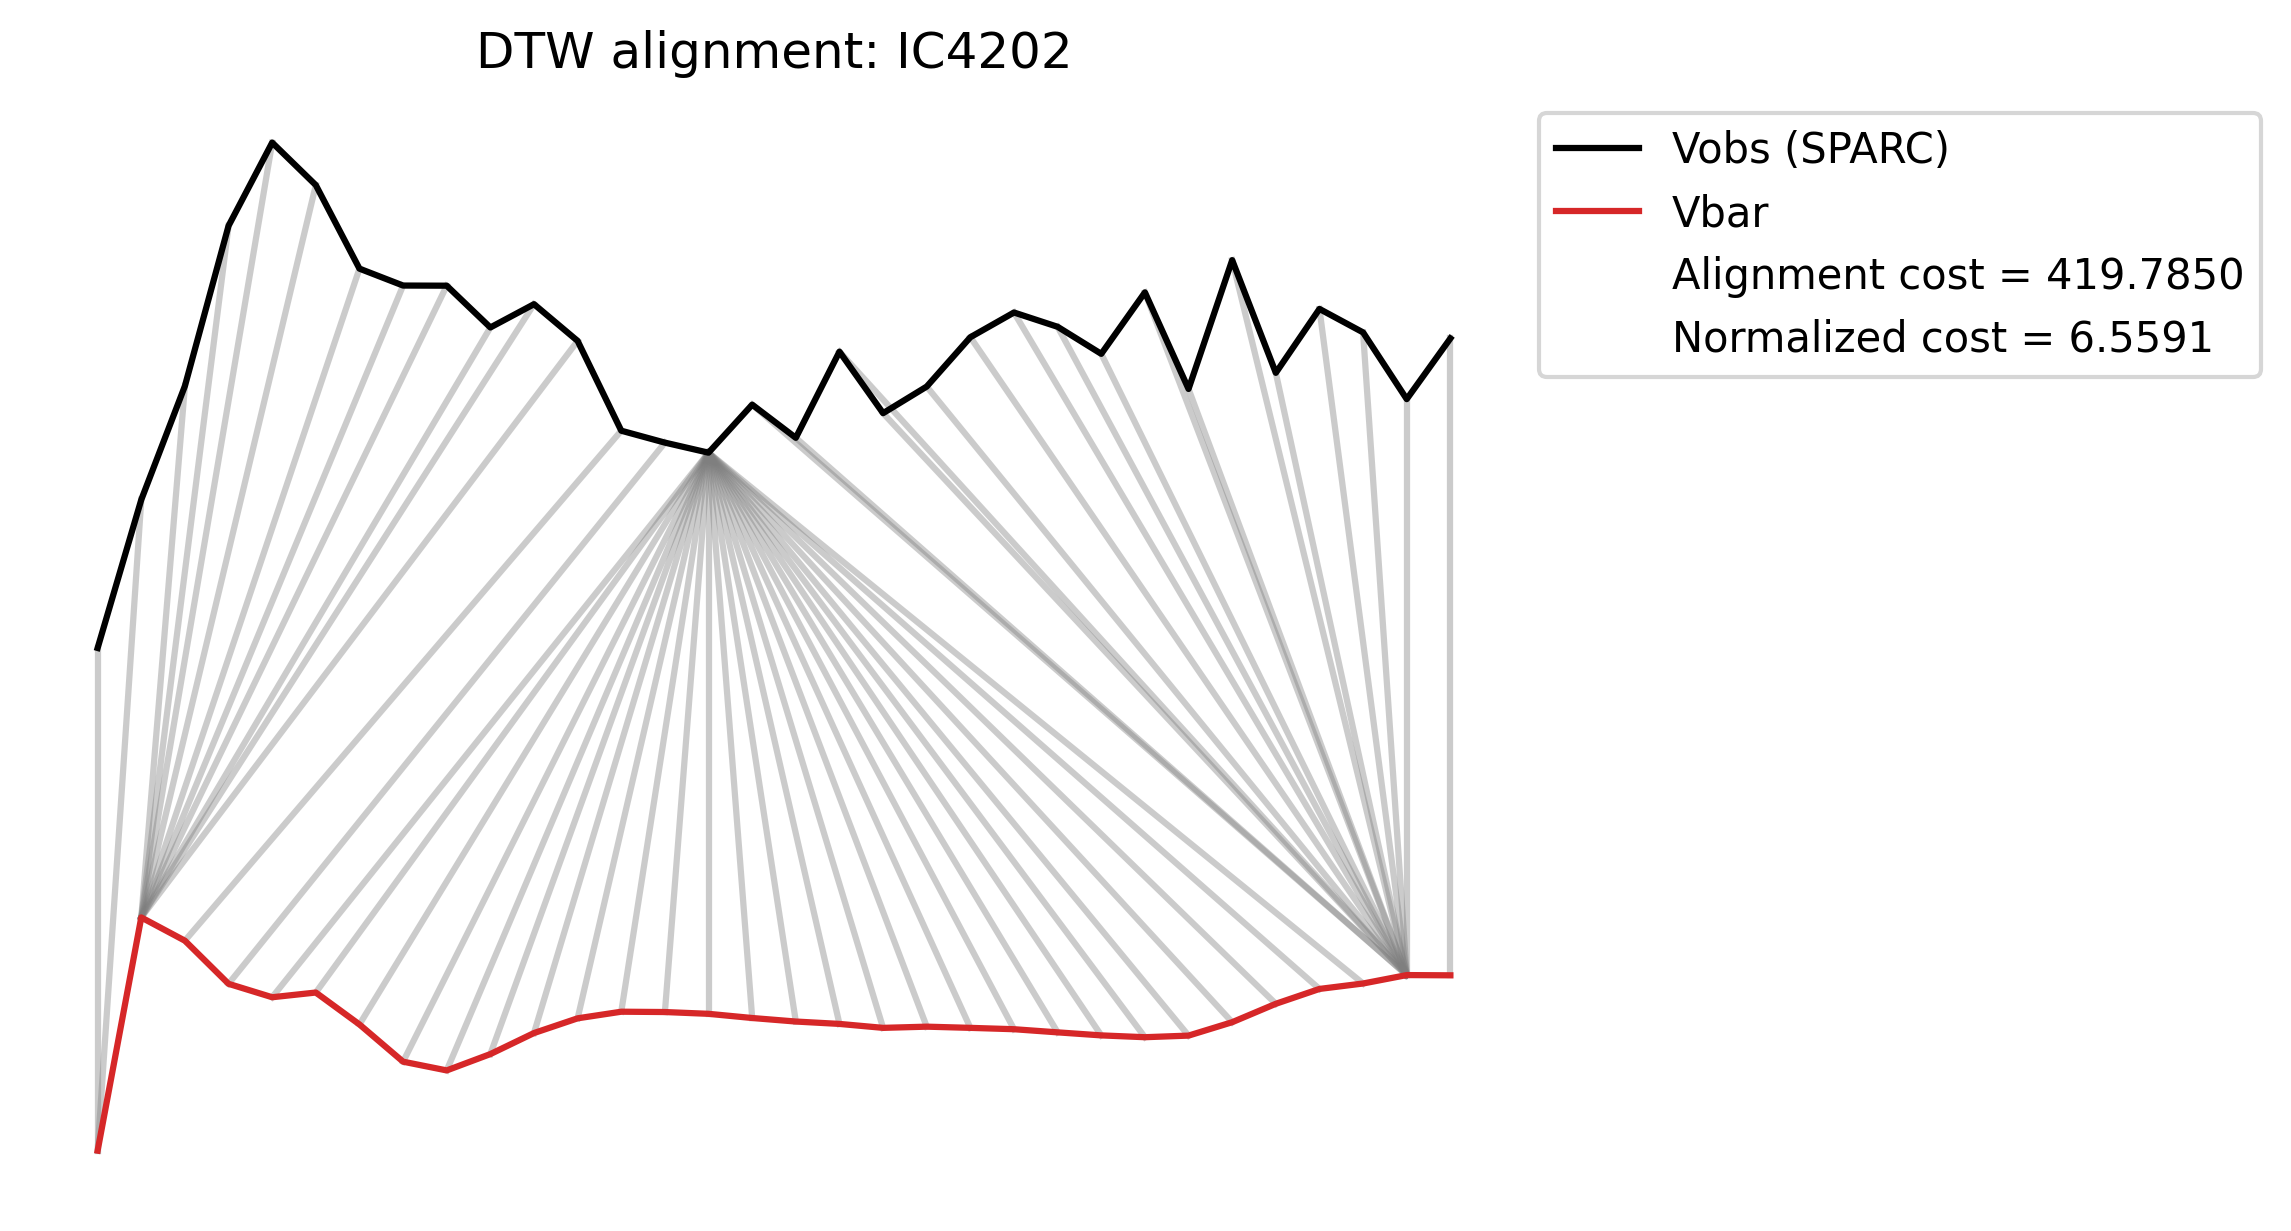 DTW alignment: IC4202
Vobs (SPARC)
Vbar
Alignment cost = 419.7850
Normalized cost = 6.5591